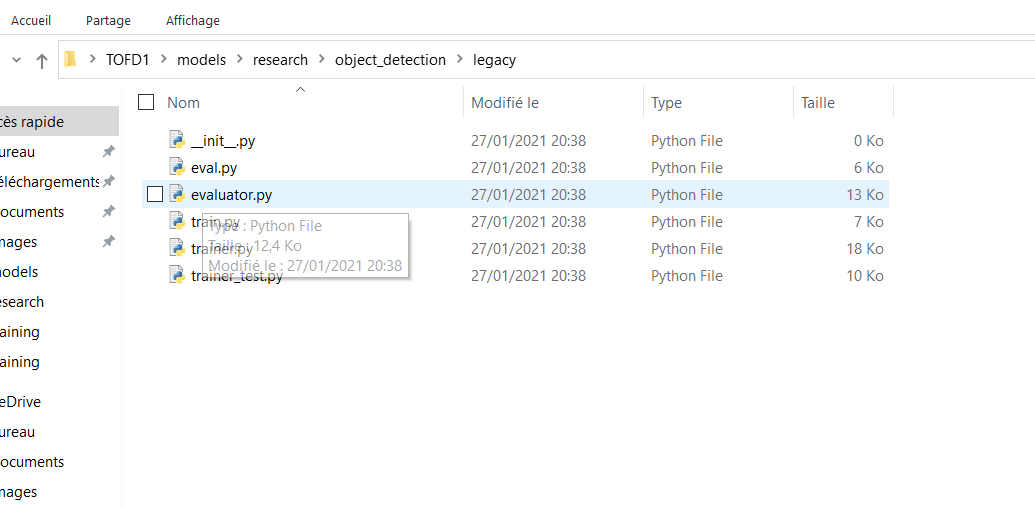 Accueil Partage Affichage
TOFD1 models research object_detection legacy
Nom Modifié le Type Taille
cès rapide
ureau
éléchargements
ocuments
mages
odels
esearch
aining
aining
eDrive
ureau
ocuments
mages
__init__.py 27/01/2021 20:38 Python File 0 Ko
eval.py 27/01/2021 20:38 Python File 6 Ko
evaluator.py 27/01/2021 20:38 Python File 13 Ko
train.py 27/01/2021 20:38 Python File 7 Ko
trainer.py 27/01/2021 20:38 Python File 18 Ko
trainer_test.py 27/01/2021 20:38 Python File 10 Ko
Type : Python File
Taille : 12,4 Ko
Modifié le : 27/01/2021 20:38